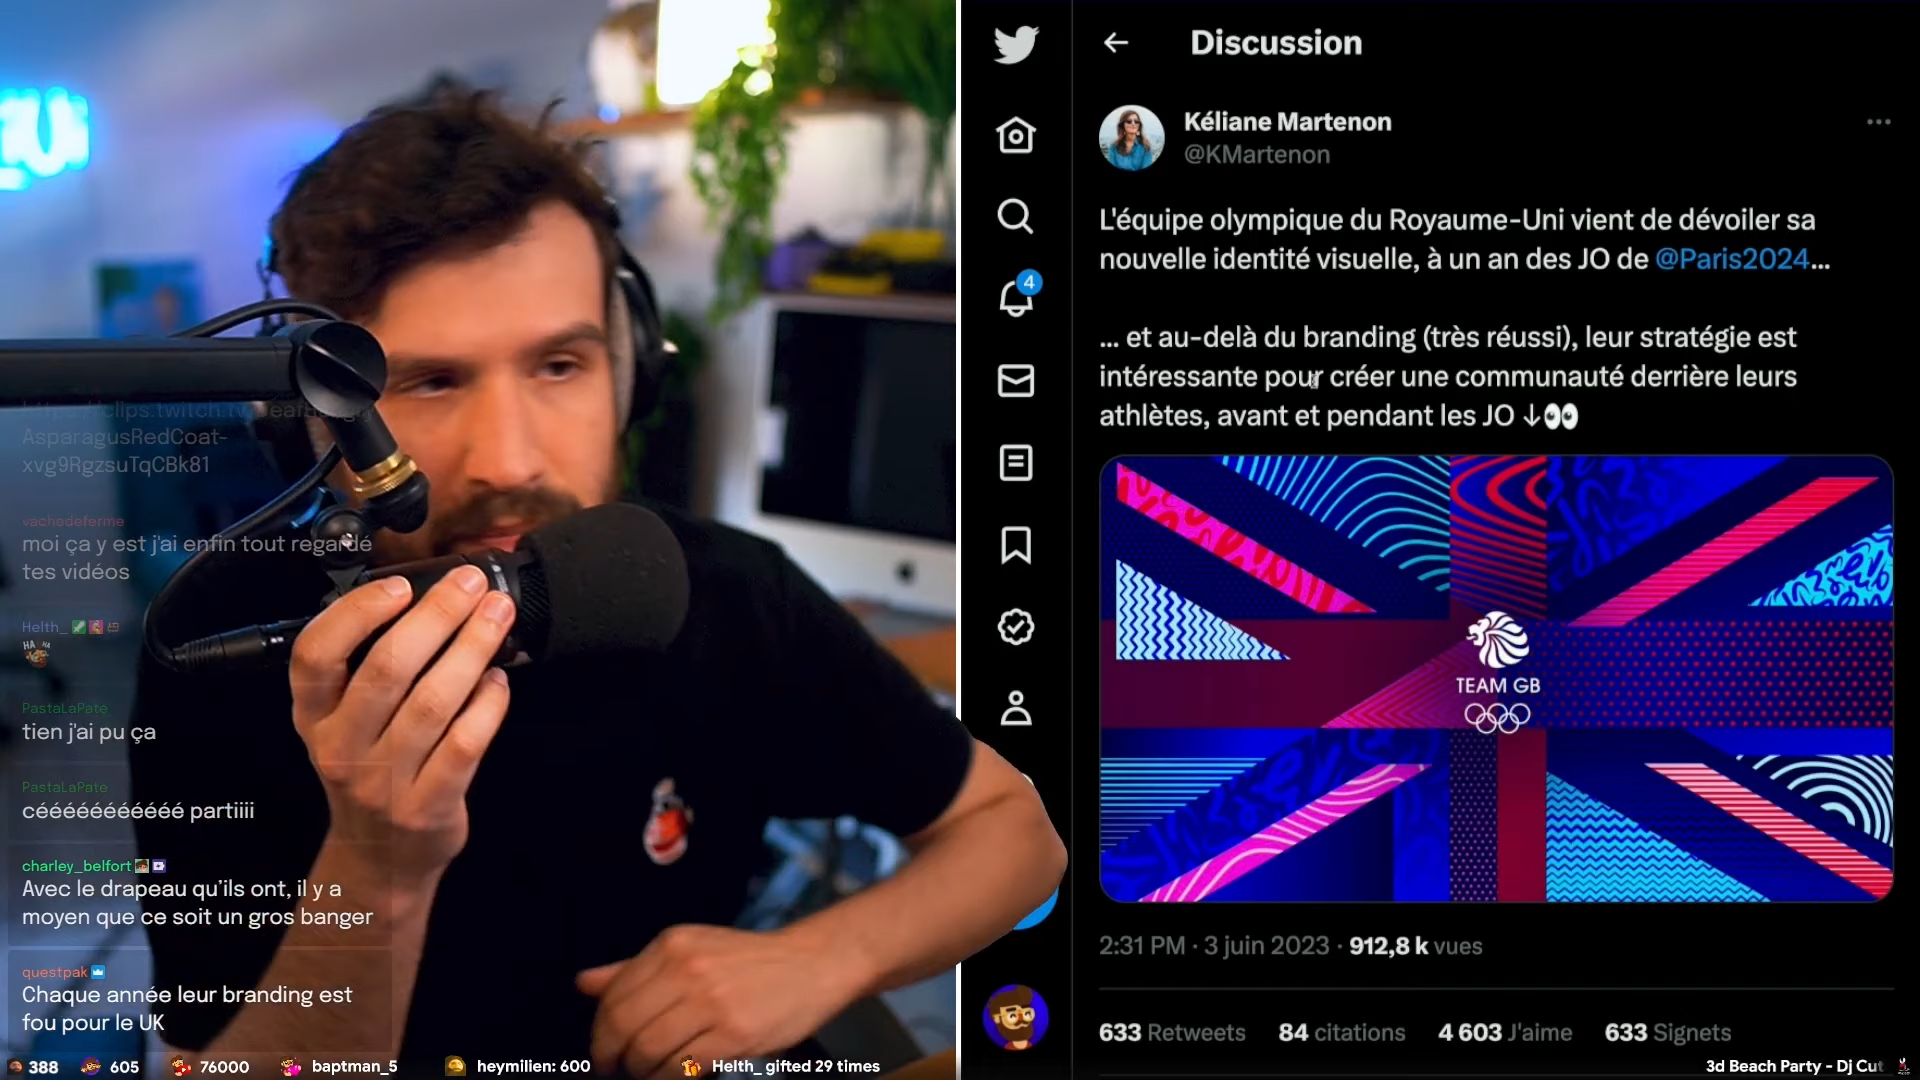 Discussion
Kéliane Martenon
@KMartenon
L'équipe olympique du Royaume-Uni vient de dévoiler sa
nouvelle identité visuelle, à un an des JO de @Paris2024...
4
... et au-delà du branding (très réussi), leur stratégie est
intéressante pour créer une communauté derrière leurs
athlètes, avant et pendant les JO ↓👀
TEAM GB
2:31 PM · 3 juin 2023 · 912,8 k vues
633 Retweets 84 citations 4 603 J'aime 633 Signets
AsparagusRedCoat-
xvg9RgzsuTqCBk81
vachedeferme
moi ça y est j'ai enfin tout regardé
tes vidéos
Helth_
HA HA
PastaLaPate
tien j'ai pu ça
PastaLaPate
céééééééééééé partiiii
charley_belfort
Avec le drapeau qu'ils ont, il y a
moyen que ce soit un gros banger
questpak
Chaque année leur branding est
fou pour le UK
388 605 76000 baptman_5 heymilien: 600 Helth_ gifted 29 times
3d Beach Party - Dj Cut